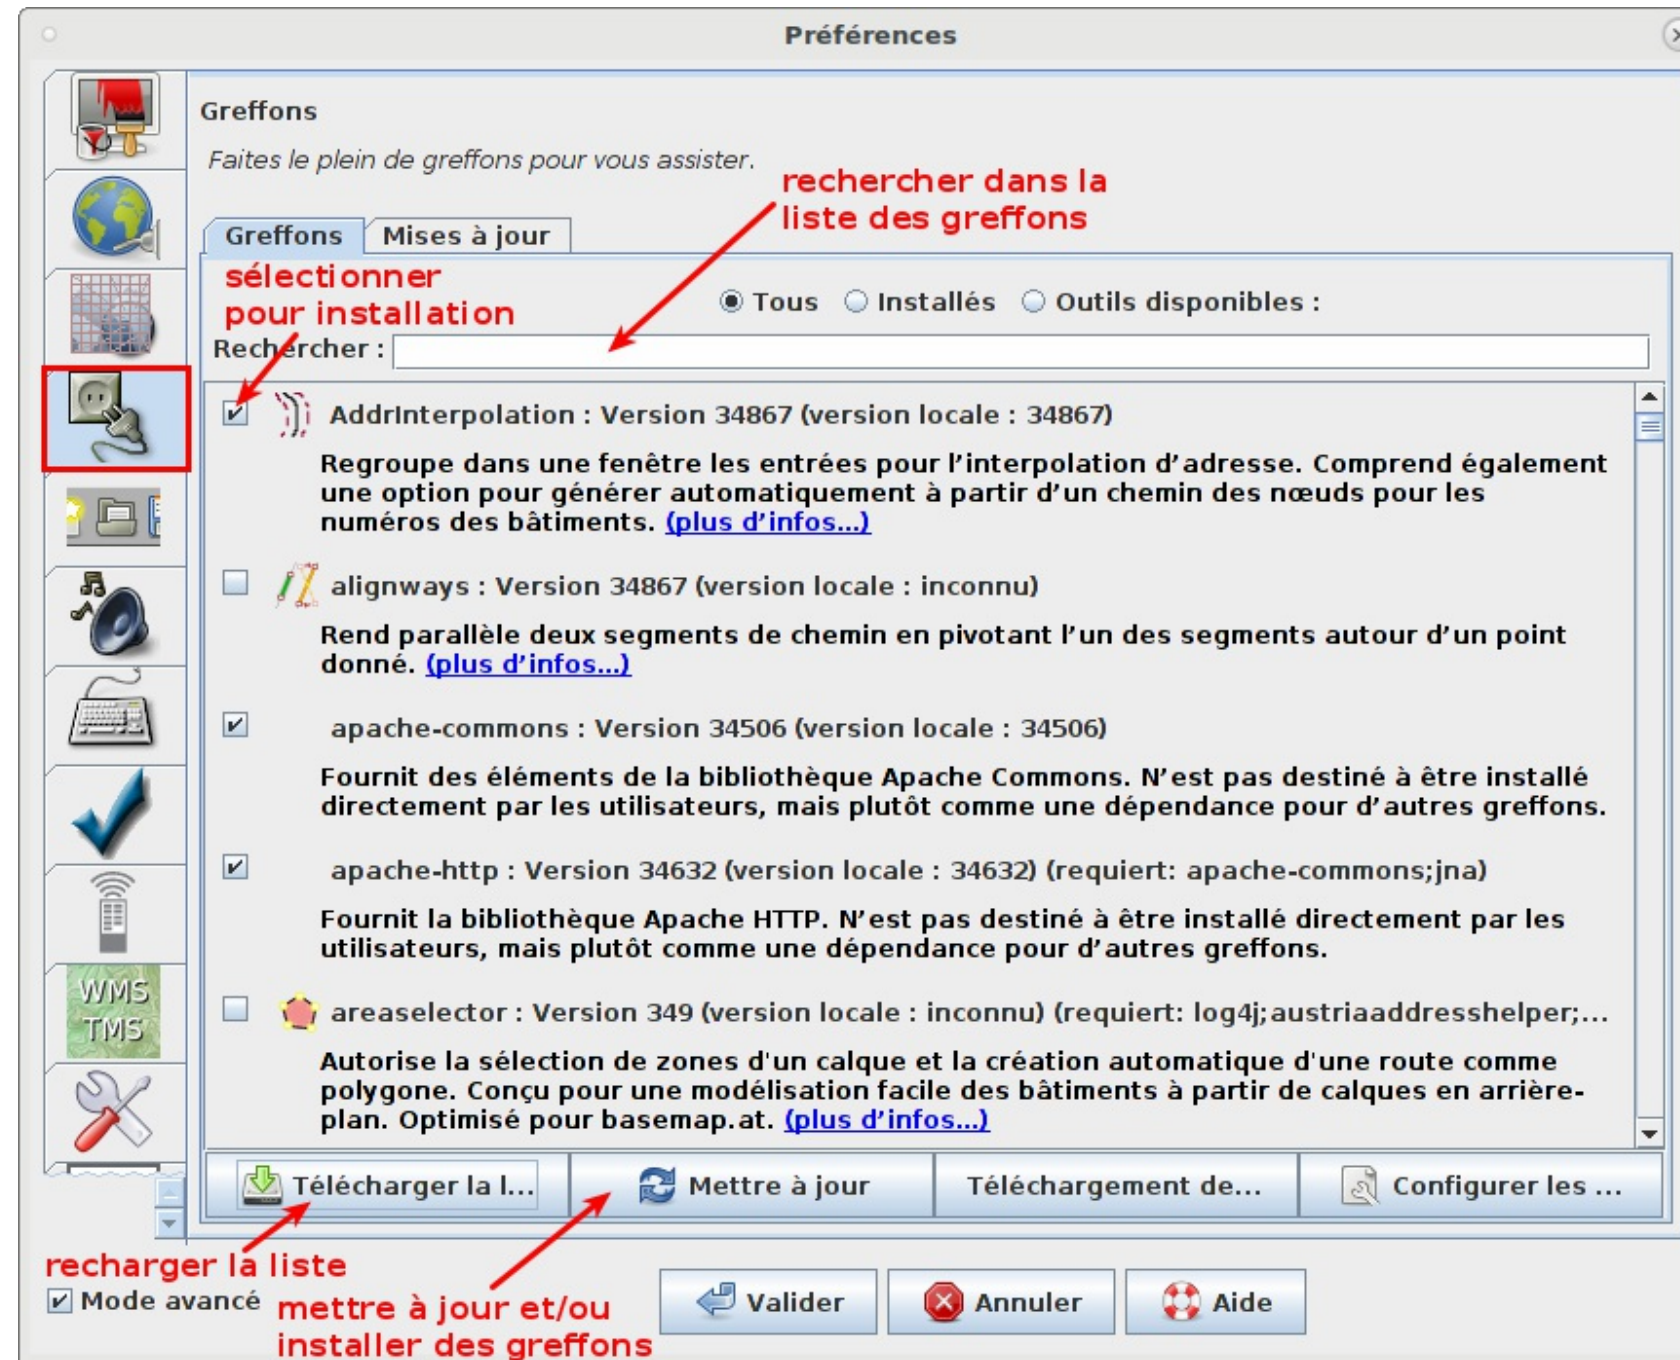 Préférences
Greffons
Faites le plein de greffons pour vous assister.
rechercher dans la
liste des greffons
Greffons
Mises à jour
sélectionner
pour installation
Tous
Installés
Outils disponibles :
Rechercher :
AddrInterpolation : Version 34867 (version locale : 34867)
Regroupe dans une fenêtre les entrées pour l’interpolation d’adresse. Comprend également
une option pour générer automatiquement à partir d’un chemin des nœuds pour les
numéros des bâtiments. (plus d’infos...)
alignways : Version 34867 (version locale : inconnu)
Rend parallèle deux segments de chemin en pivotant l’un des segments autour d’un point
donné. (plus d’infos...)
apache-commons : Version 34506 (version locale : 34506)
Fournit des éléments de la bibliothèque Apache Commons. N’est pas destiné à être installé
directement par les utilisateurs, mais plutôt comme une dépendance pour d’autres greffons.
apache-http : Version 34632 (version locale : 34632) (requiert: apache-commons;jna)
Fournit la bibliothèque Apache HTTP. N’est pas destiné à être installé directement par les
utilisateurs, mais plutôt comme une dépendance pour d’autres greffons.
WMS
TMS
areaselector : Version 349 (version locale : inconnu) (requiert: log4j;austriaaddresshelper;...
Autorise la sélection de zones d'un calque et la création automatique d'une route comme
polygone. Conçu pour une modélisation facile des bâtiments à partir de calques en arrière-
plan. Optimisé pour basemap.at. (plus d’infos...)
Télécharger la l...
Mettre à jour
Téléchargement de...
Configurer les ...
recharger la liste
Mode avancé
mettre à jour et/ou
installer des greffons
Valider
Annuler
Aide